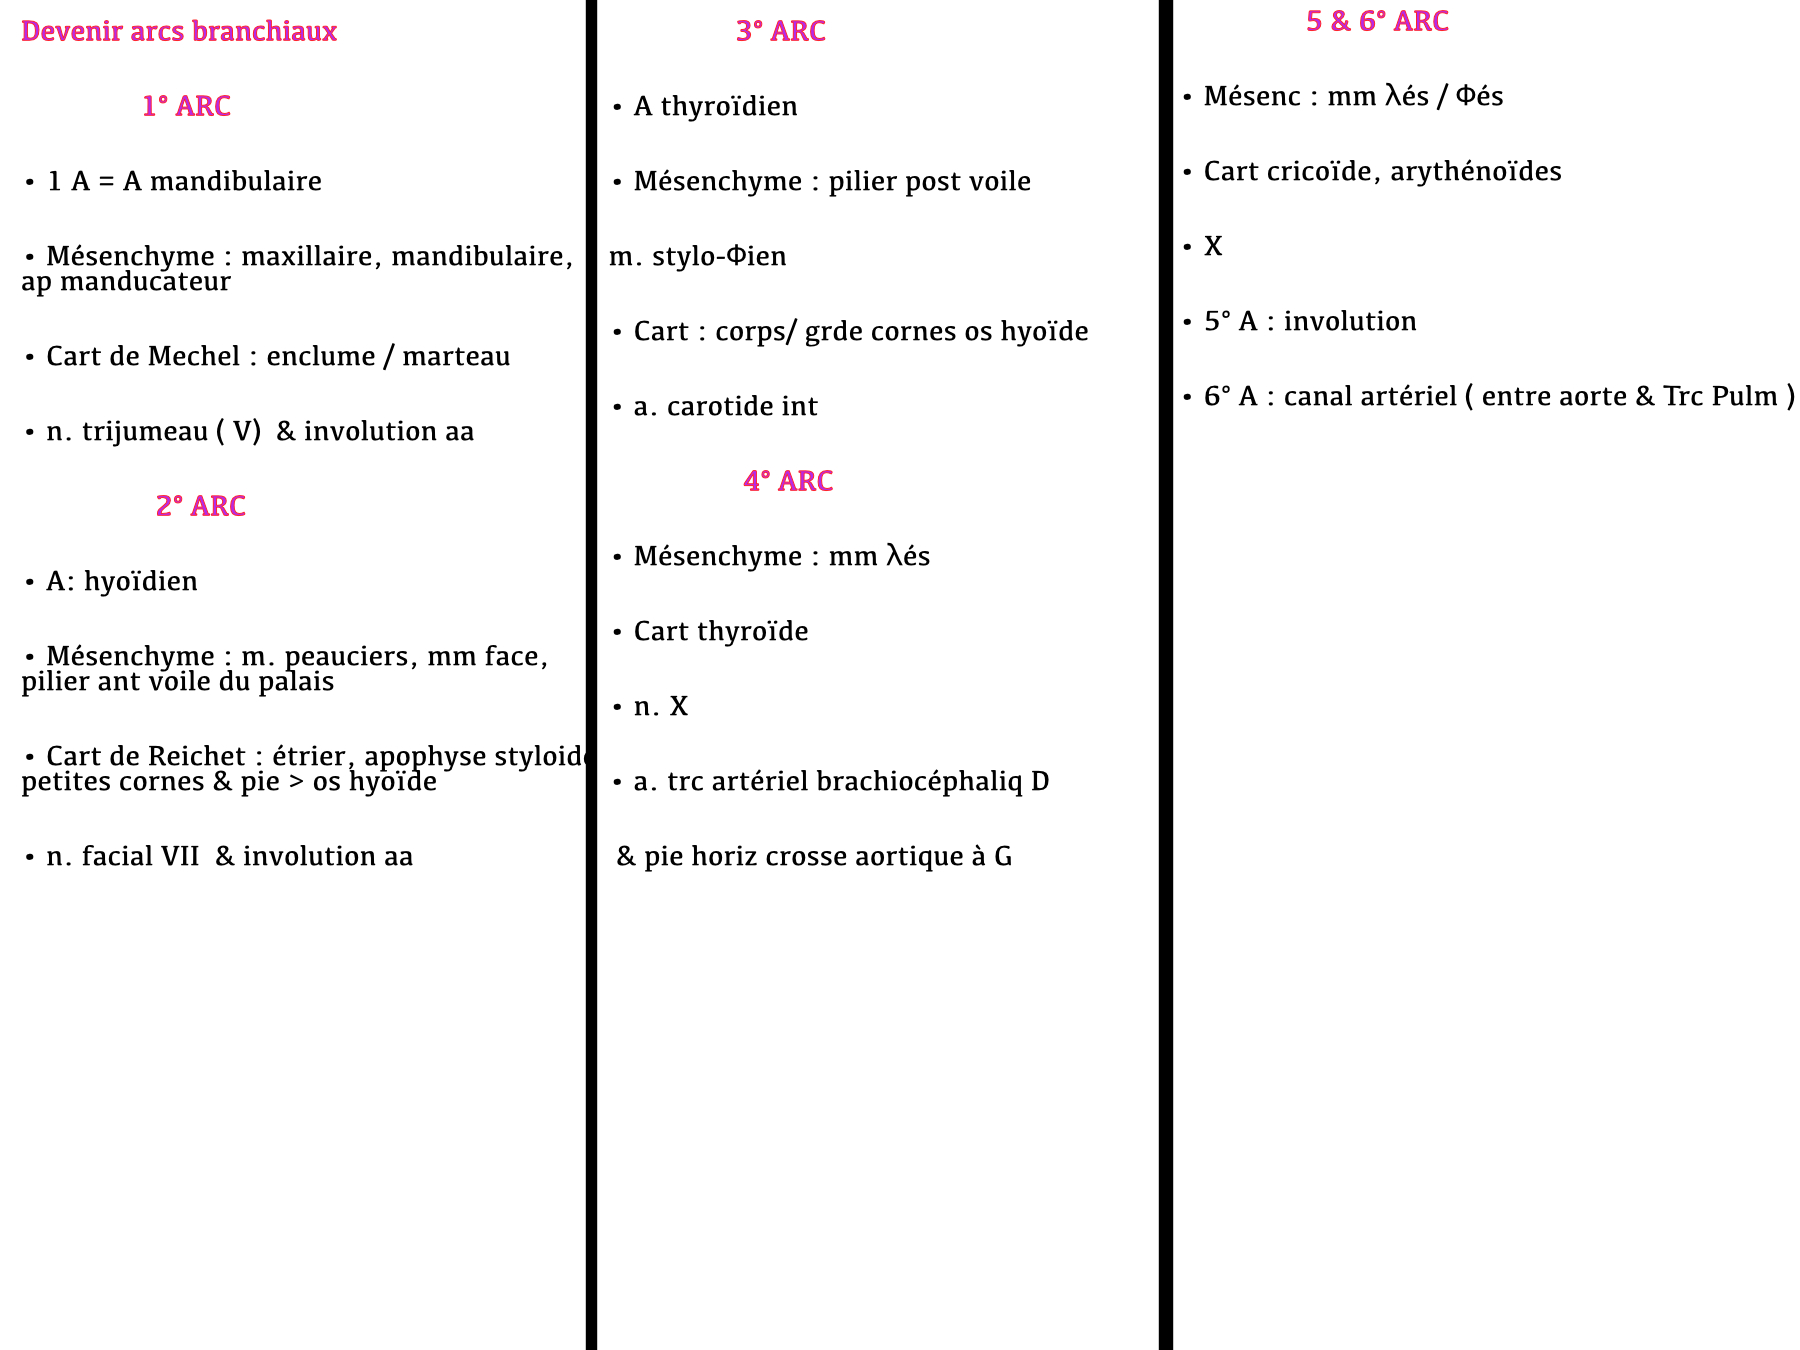 Devenir arcs branchiaux
1° ARC
• 1 A = A mandibulaire
• Mésenchyme : maxillaire, mandibulaire,
ap manducateur
• Cart de Mechel : enclume / marteau
• n. trijumeau ( V) & involution aa
2° ARC
• A: hyoïdien
• Mésenchyme : m. peauciers, mm face,
pilier ant voile du palais
• Cart de Reichet : étrier, apophyse styloide
petites cornes & pie > os hyoïde
• n. facial VII & involution aa
3° ARC
• A thyroïdien
• Mésenchyme : pilier post voile
m. stylo-Φien
• Cart : corps/ grde cornes os hyoïde
• a. carotide int
4° ARC
• Mésenchyme : mm λés
• Cart thyroïde
• n. X
• a. trc artériel brachiocéphaliq D
& pie horiz crosse aortique à G
5 & 6° ARC
• Mésenc : mm λés / Φés
• Cart cricoïde, arythénoïdes
• X
• 5° A : involution
• 6° A : canal artériel ( entre aorte & Trc Pulm )